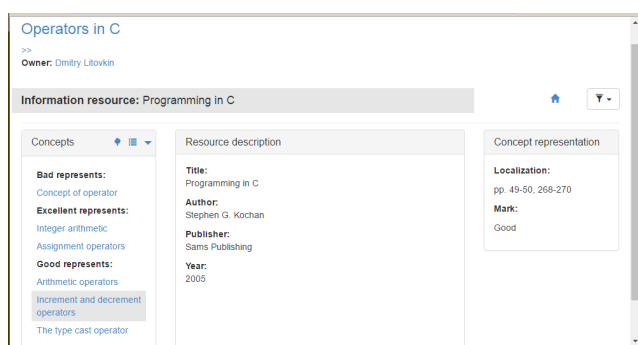 Operators in C
>>
Owner: Dmitry Litovkin
Information resource: Programming in C
Concepts
Bad represents:
Concept of operator
Excellent represents:
Integer arithmetic
Assignment operators
Good represents:
Arithmetic operators
Increment and decrement
operators
The type cast operator
Resource description
Title:
Programming in C
Author:
Stephen G. Kochan
Publisher:
Sams Publishing
Year:
2005
Concept representation
Localization:
pp. 49-50, 268-270
Mark:
Good